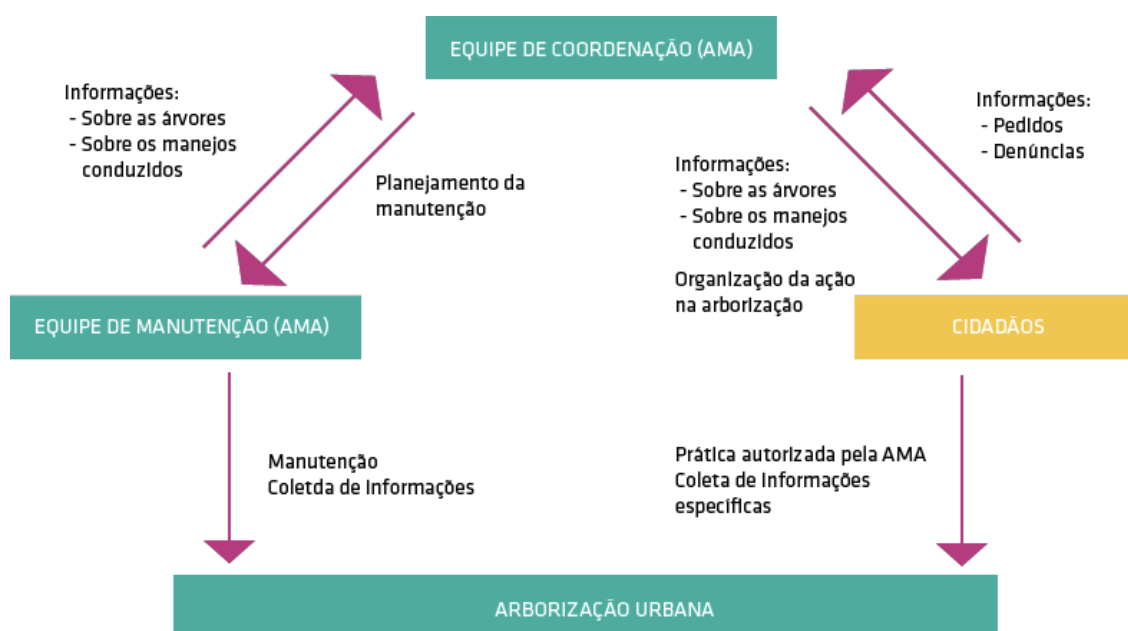 EQUIPE DE COORDENAÇÃO (AMA)
Informações:
- Sobre as árvores
- Sobre os manejos
conduzidos
Planejamento da
manutenção
Informações:
- Sobre as árvores
- Sobre os manejos
conduzidos
Organização da ação
na arborização
Informações:
- Pedidos
- Denúncias
EQUIPE DE MANUTENÇÃO (AMA)
CIDADÃOS
Manutenção
Coletda de Informações
Prática autorizada pela AMA
Coleta de Informações
específicas
ARBORIZAÇÃO URBANA